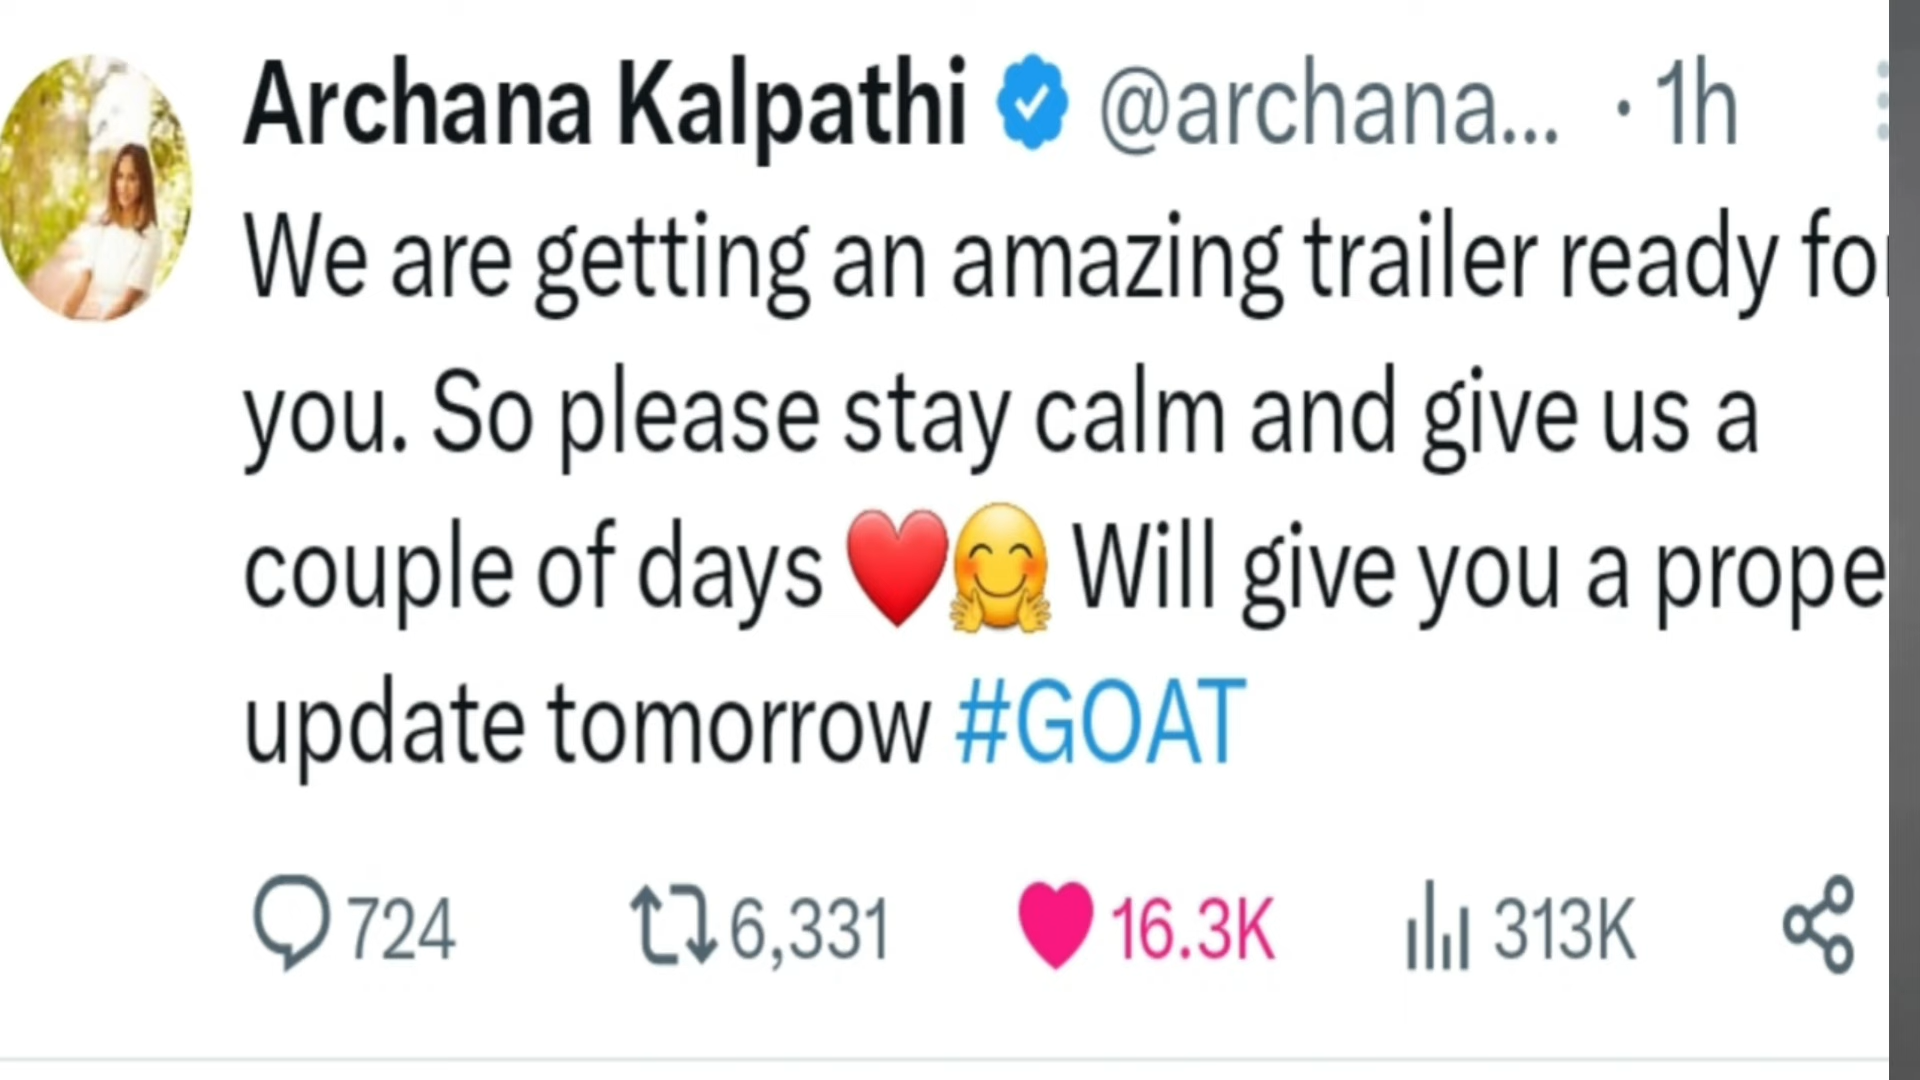 Archana Kalpathi @archana... · 1h
We are getting an amazing trailer ready for
you. So please stay calm and give us a
couple of days ❤️🤗 Will give you a prope
update tomorrow #GOAT
724 6,331 16.3K 313K